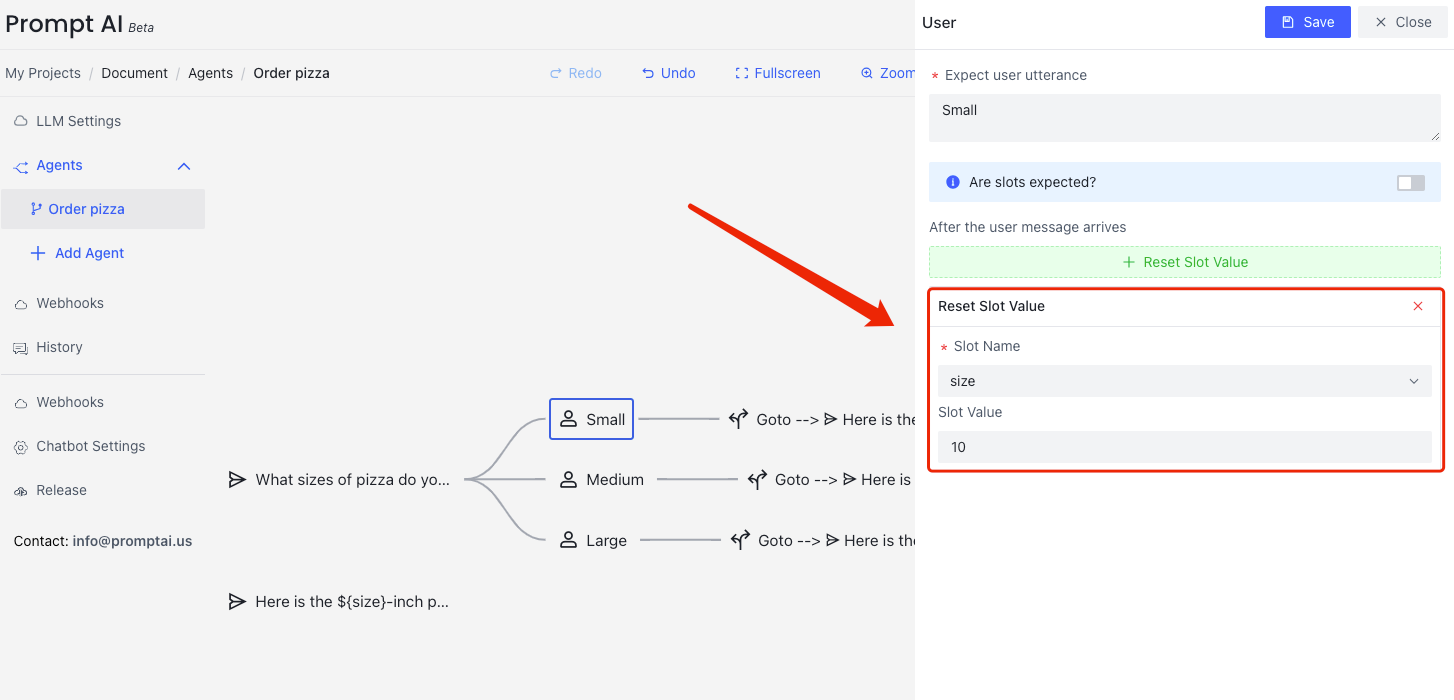 Prompt AI Beta
My Projects / Document / Agents / Order pizza
Redo
Undo
Fullscreen
Zoom
LLM Settings
Agents
Order pizza
Add Agent
Webhooks
History
Webhooks
Chatbot Settings
Release
Contact: info@promptai.us
What sizes of pizza do yo...
Small
Goto --> Here is the
Medium
Goto --> Here is
Large
Goto --> Here is the
Here is the ${size}-inch p...
User
Save
Close
* Expect user utterance
Small
Are slots expected?
After the user message arrives
+ Reset Slot Value
Reset Slot Value
* Slot Name
size
Slot Value
10